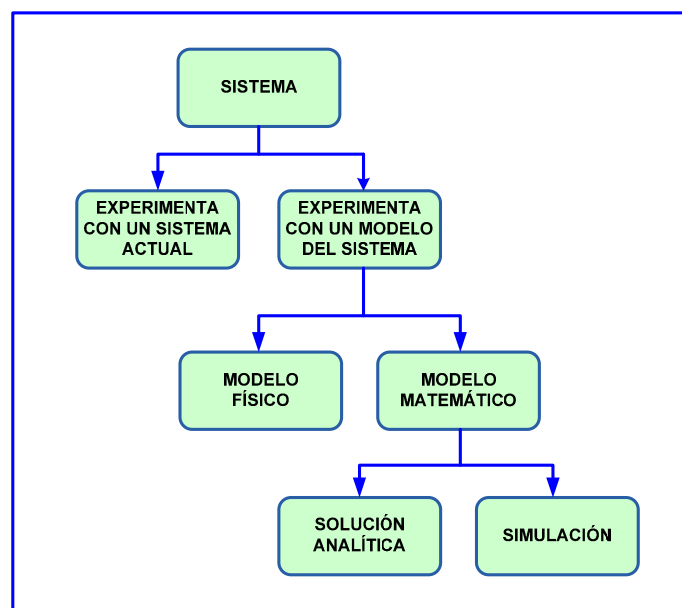 SISTEMA
EXPERIMENTA
CON UN SISTEMA
ACTUAL
EXPERIMENTA
CON UN MODELO
DEL SISTEMA
MODELO
FÍSICO
MODELO
MATEMÁTICO
SOLUCIÓN
ANALÍTICA
SIMULACIÓN